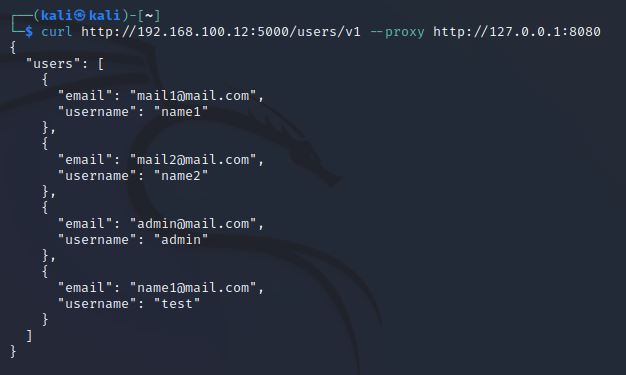 ┌──(kali㉿kali)-[~]
└─$ curl http://192.168.100.12:5000/users/v1 --proxy http://127.0.0.1:8080
{
  "users": [
    {
      "email": "mail1@mail.com",
      "username": "name1"
    },
    {
      "email": "mail2@mail.com",
      "username": "name2"
    },
    {
      "email": "admin@mail.com",
      "username": "admin"
    },
    {
      "email": "name1@mail.com",
      "username": "test"
    }
  ]
}